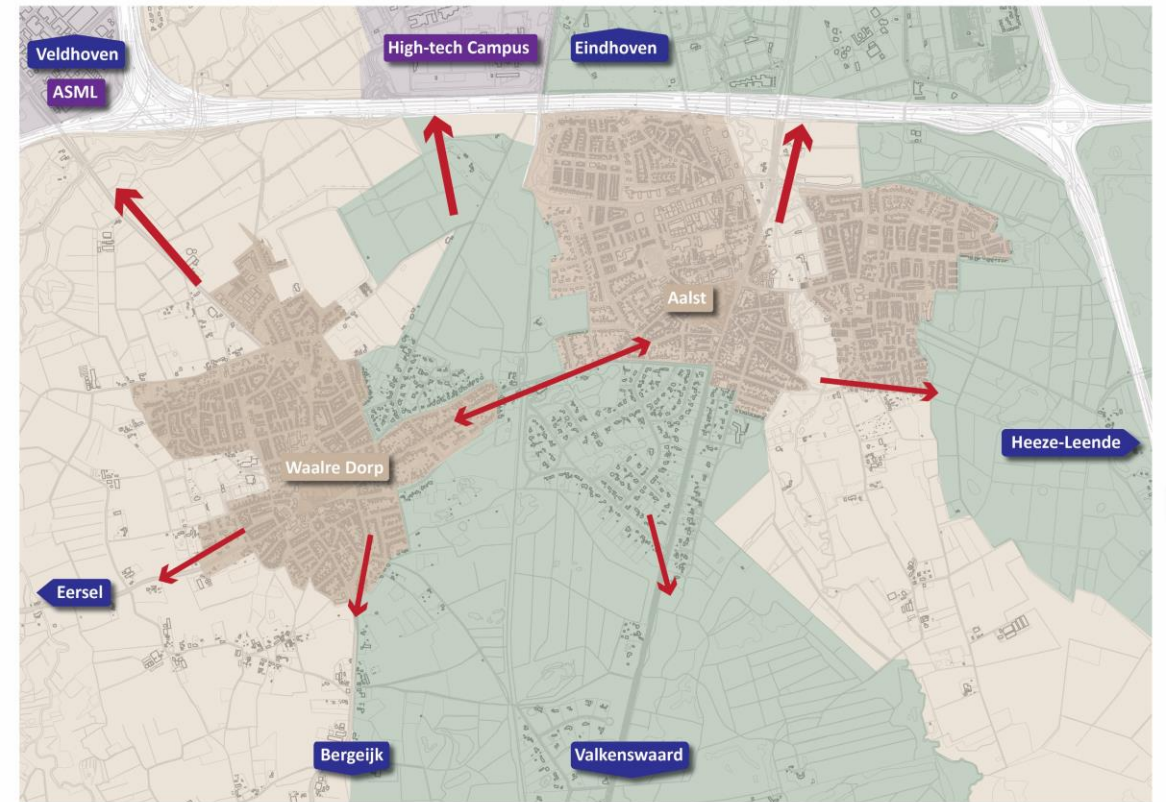 Veldhoven
ASML
High-tech Campus
Eindhoven
Aalst
Waalre Dorp
Heeze-Leende
Eersel
Bergeijk
Valkenswaard